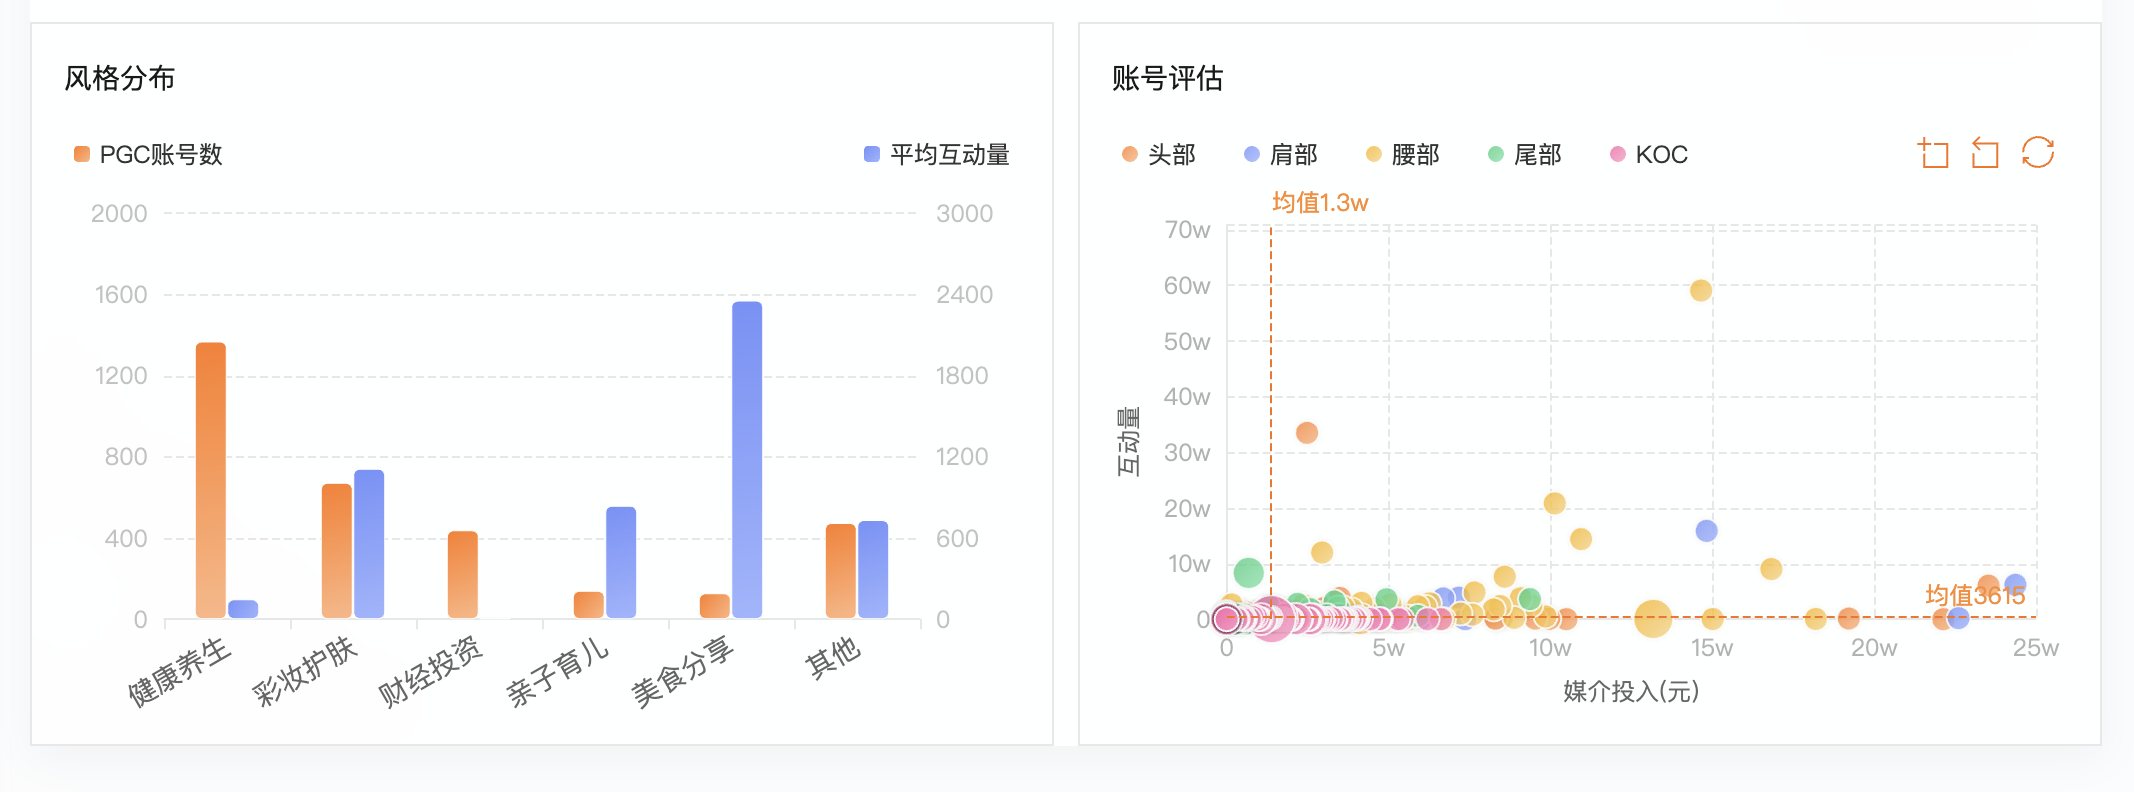 风格分布
PGC账号数
平均互动量
2000
1600
1200
800
400
0
3000
2400
1800
1200
600
0
健康养生
彩妆护肤
财经投资
亲子育儿
美食分享
其他
账号评估
头部
肩部
腰部
尾部
KOC
均值1.3w
70w
60w
50w
40w
30w
20w
10w
0
互动量
均值3615
0
5w
10w
15w
20w
25w
媒介投入(元)